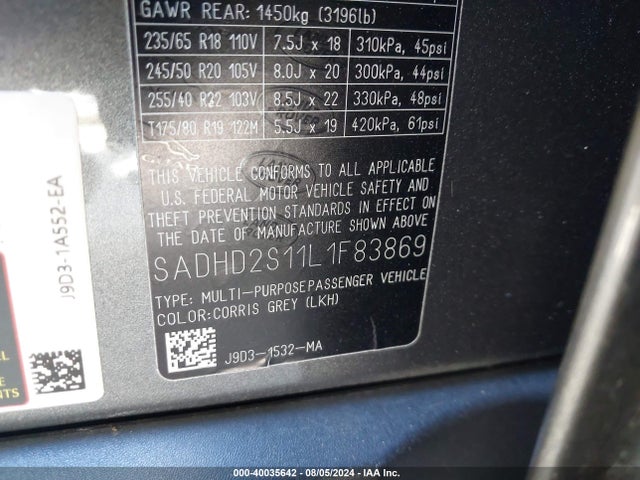 GAWR REAR: 1450kg (3196lb)
235/65 R18 110V 7.5J x 18 310kPa, 45psi
245/50 R20 105V 8.0J x 20 300kPa, 44psi
255/40 R22 103V 8.5J x 22 330kPa, 48psi
T175/80 R19 122M 5.5J x 19 420kPa, 61psi
THIS VEHICLE CONFORMS TO ALL APPLICABLE
U.S. FEDERAL MOTOR VEHICLE SAFETY AND
THEFT PREVENTION STANDARDS IN EFFECT ON
THE DATE OF MANUFACTURE SHOWN ABOVE
SADHD2S11L1F83869
TYPE: MULTI-PURPOSE PASSENGER VEHICLE
COLOR: CORRIS GREY (LKH)
J9D3-1532-MA
J9D3-1A552-EA
000-40035642 - 08/05/2024 - IAA Inc.